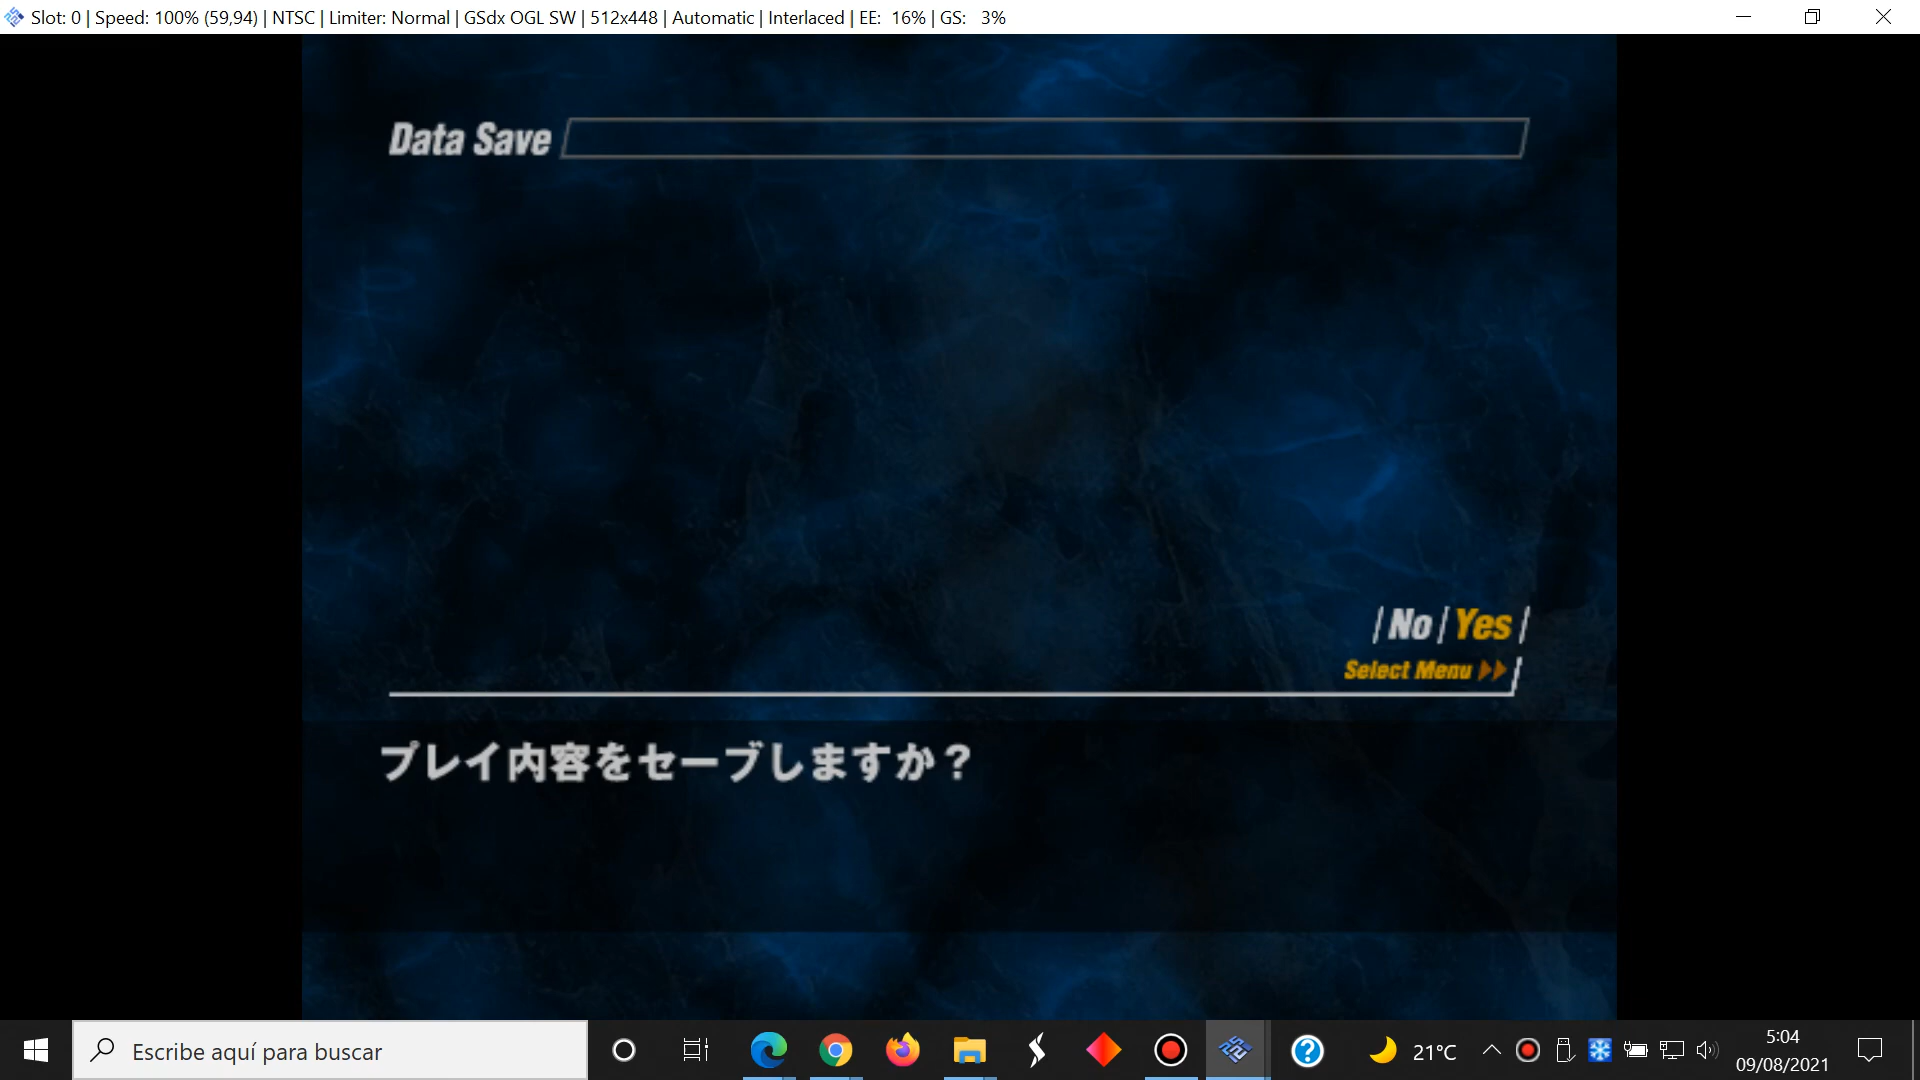 Slot: 0 | Speed: 100% (59,94) | NTSC | Limiter: Normal | GSdx OGL SW | 512x448 | Automatic | Interlaced | EE:  16% | GS:   3%
Data Save
| No | Yes |
Select Menu
プレイ内容をセーブしますか？
Escribe aquí para buscar
21°C
5:04
09/08/2021